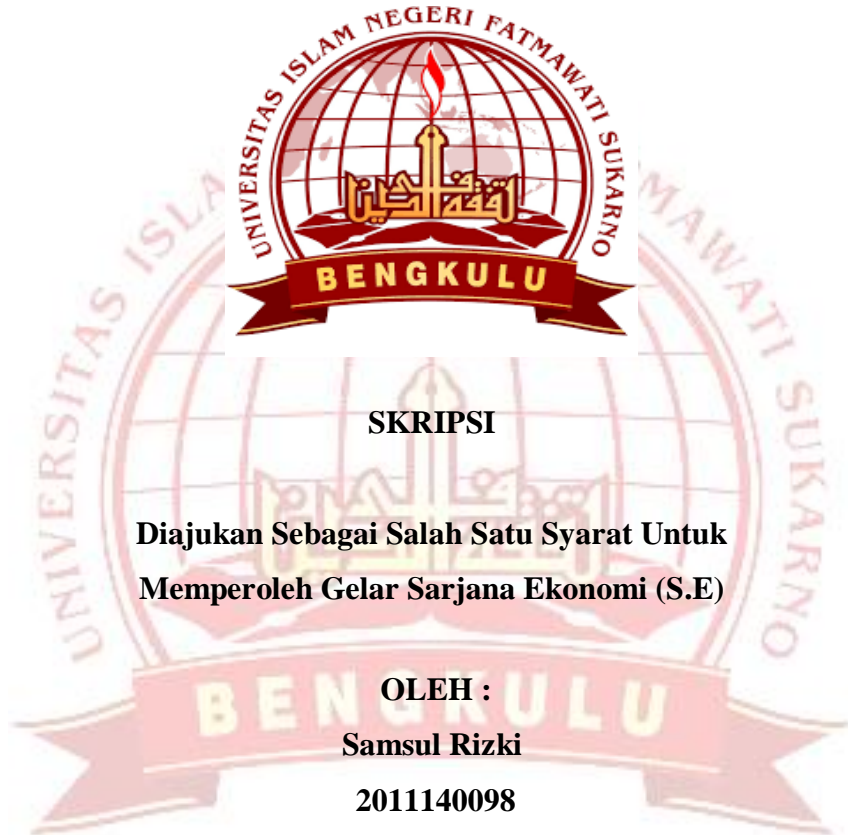 UNIVERSITAS ISLAM NEGERI FATMAWATI SUKARNO
BENGKULU
SKRIPSI
Diajukan Sebagai Salah Satu Syarat Untuk
Memperoleh Gelar Sarjana Ekonomi (S.E)
OLEH :
Samsul Rizki
2011140098
BENGKULU